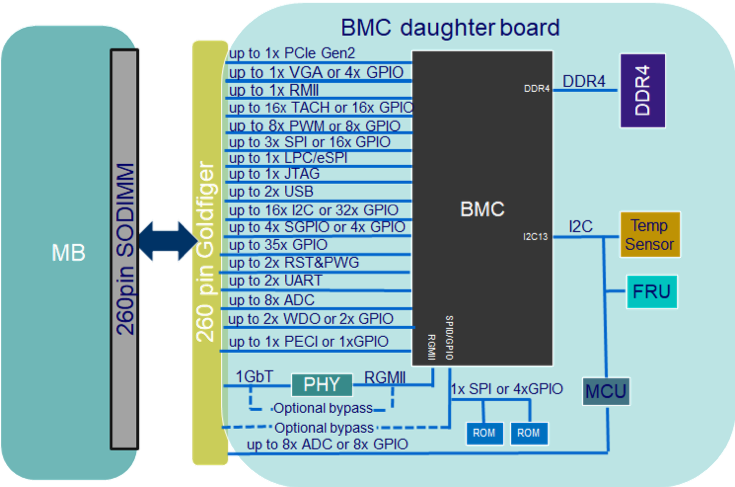 BMC daughter board
up to 1x PCIe Gen2
up to 1x VGA or 4x GPIO
up to 1x RMII
up to 16x TACH or 16x GPIO
up to 8x PWM or 8x GPIO
up to 3x SPI or 16x GPIO
up to 1x LPC/eSPI
up to 1x JTAG
up to 2x USB
up to 16x I2C or 32x GPIO
up to 4x SGPIO or 4x GPIO
up to 35x GPIO
up to 2x RST&PWG
up to 2x UART
up to 8x ADC
up to 2x WDO or 2x GPIO
up to 1x PECI or 1xGPIO
MB
260pin SODIMM
260 pin Goldfiger
BMC
DDR4
DDR4
DDR4
I2C13
I2C
Temp
Sensor
FRU
MCU
RGMII
SPID/GPIO
1GbT
PHY
RGMII
Optional bypass
Optional bypass
1x SPI or 4xGPIO
ROM
ROM
up to 8x ADC or 8x GPIO